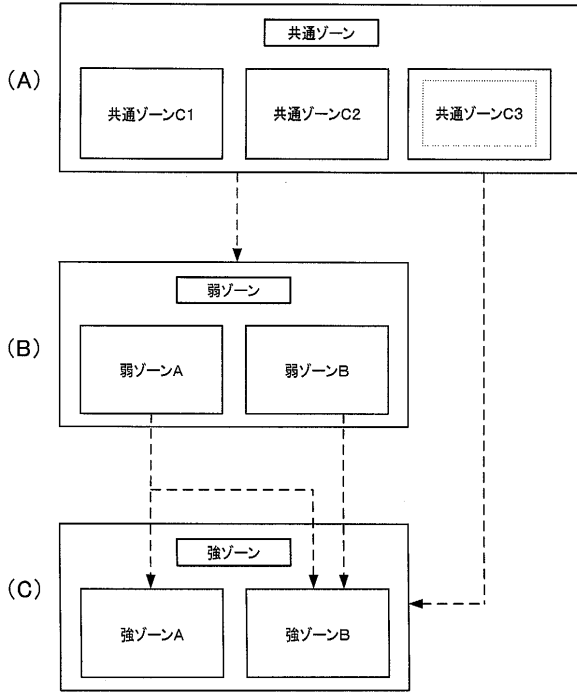 (A)
共通ゾーン
共通ゾーンC1
共通ゾーンC2
共通ゾーンC3
(B)
弱ゾーン
弱ゾーンA
弱ゾーンB
(C)
強ゾーン
強ゾーンA
強ゾーンB